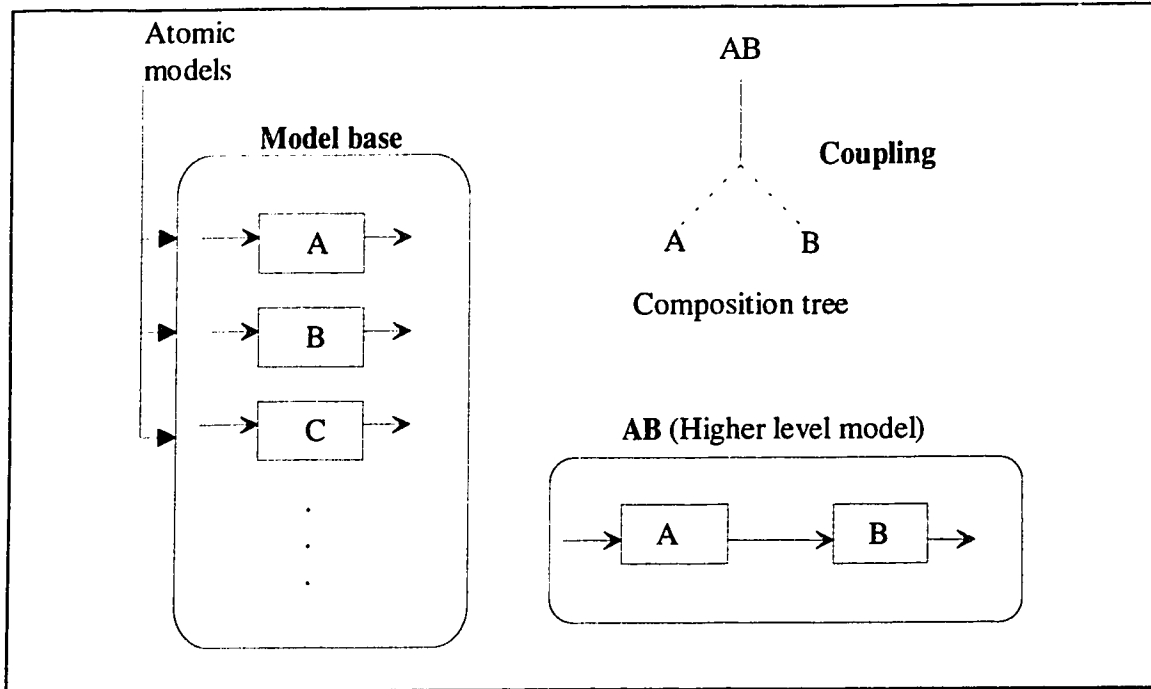 Atomic
models
Model base
A
B
C
AB
Coupling
A
B
Composition tree
AB (Higher level model)
A
B